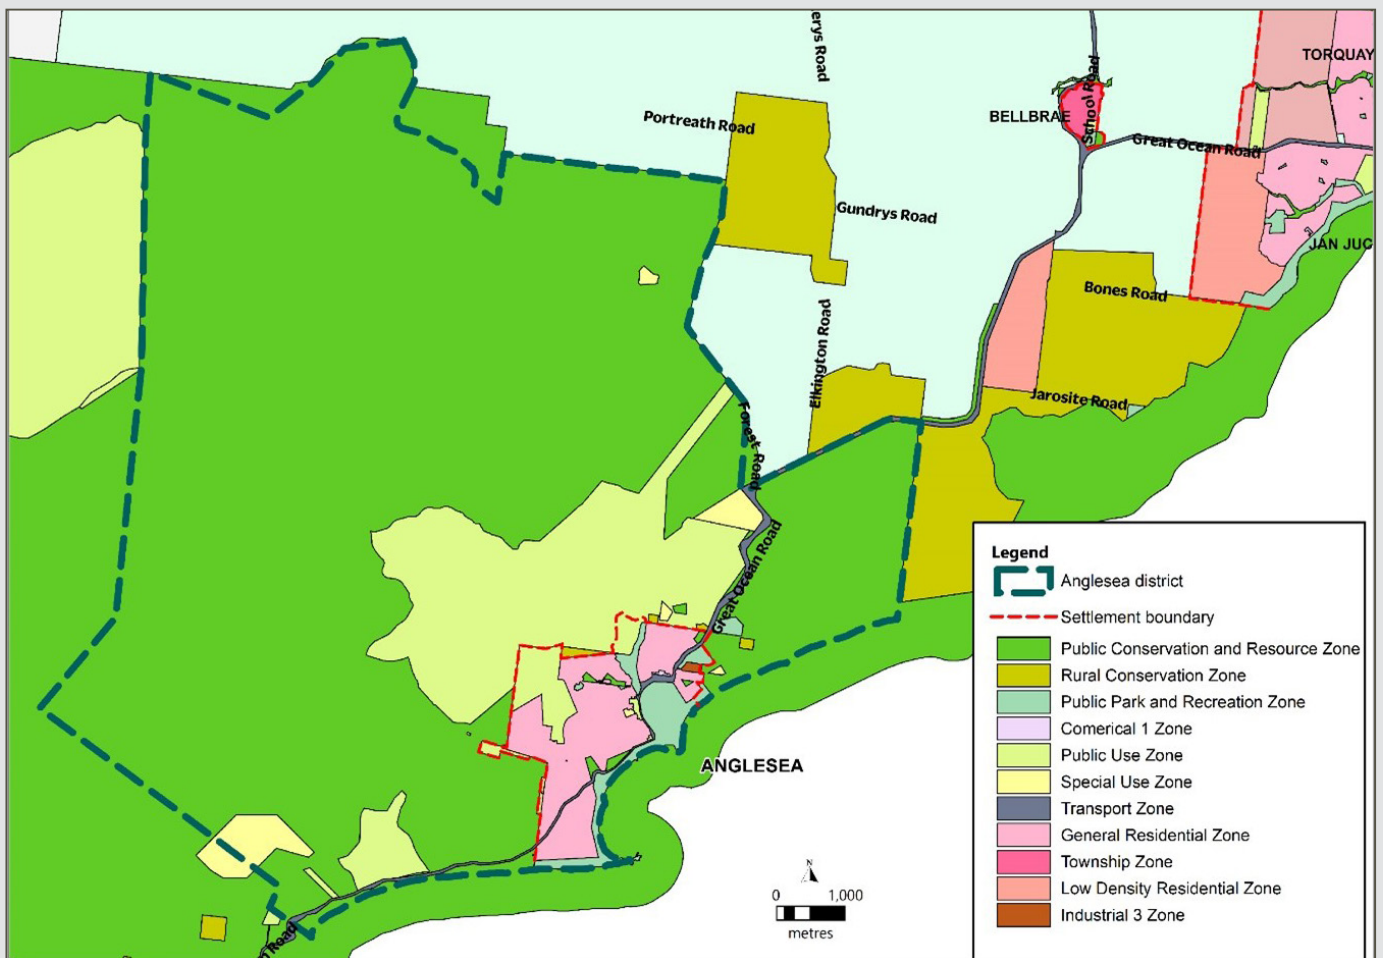 erys Road
TORQUAY
School Road
Portreath Road
BELLBRAE
Great Ocean Road
Gundrys Road
JAN JUC
Bones Road
Elkington Road
Jarosite Road
Forest Road
Great Ocean Road
ANGLESEA
n Road
N
0 1,000
metres
Legend
Anglesea district
Settlement boundary
Public Conservation and Resource Zone
Rural Conservation Zone
Public Park and Recreation Zone
Comerical 1 Zone
Public Use Zone
Special Use Zone
Transport Zone
General Residential Zone
Township Zone
Low Density Residential Zone
Industrial 3 Zone